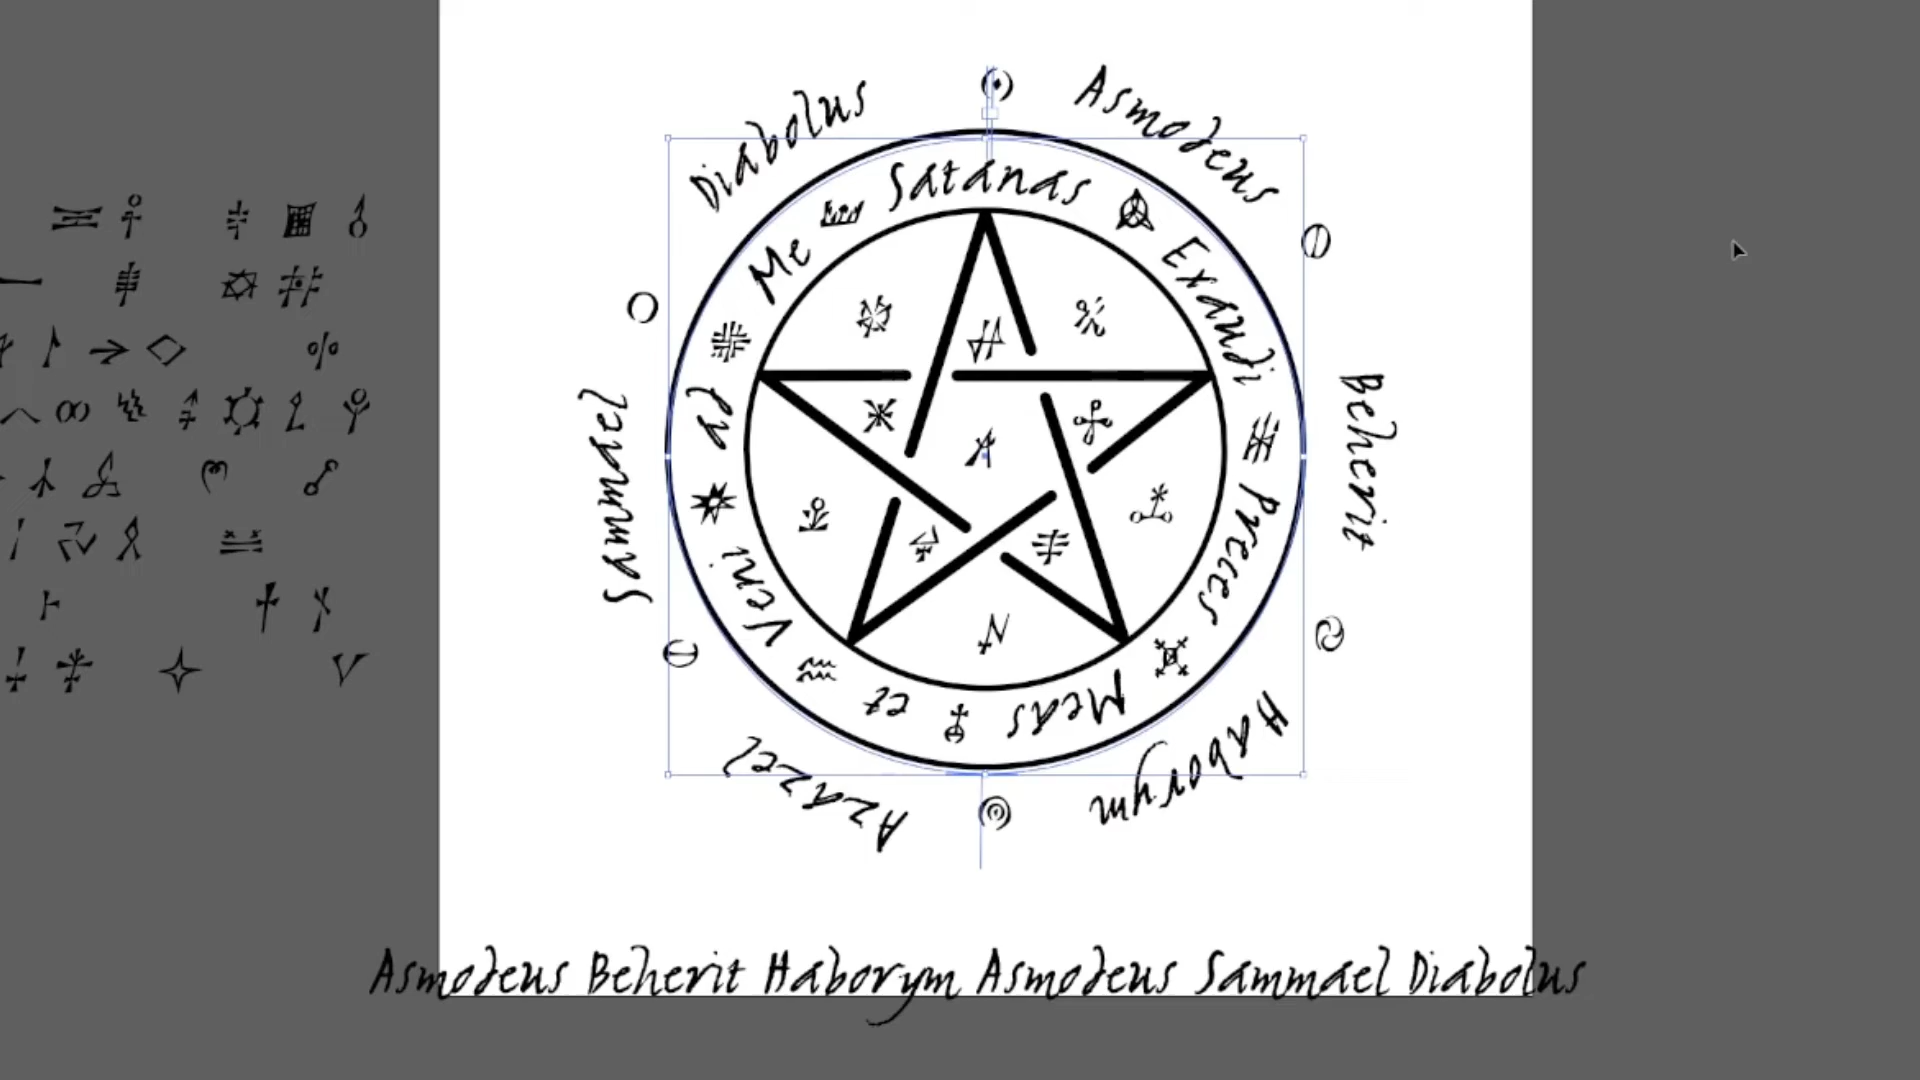 Diabolus
Asmodeus
Beherit
Haborym
Azazel
Sammael
Satanas
Exaudi
Preces
Meas
et
Veni
ad
Me
Asmodeus Beherit Haborym Asmodeus Sammael Diabolus